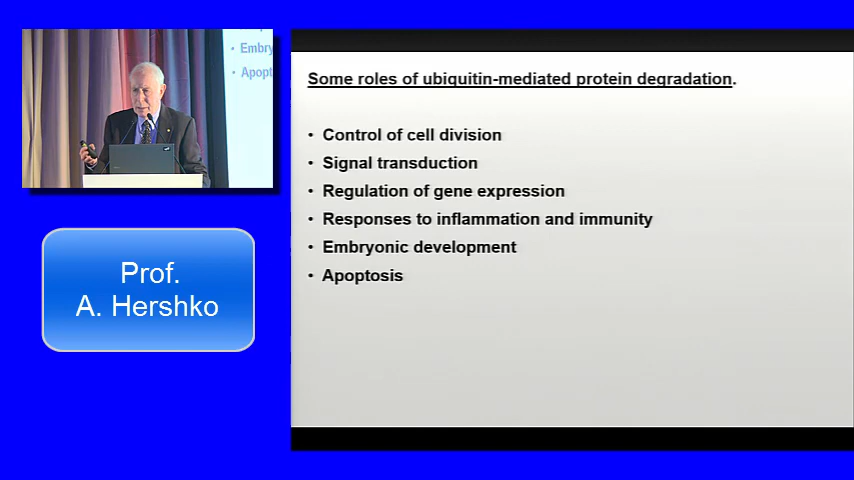 • Embry
• Apopt
Prof.
A. Hershko
Some roles of ubiquitin-mediated protein degradation.
• Control of cell division
• Signal transduction
• Regulation of gene expression
• Responses to inflammation and immunity
• Embryonic development
• Apoptosis